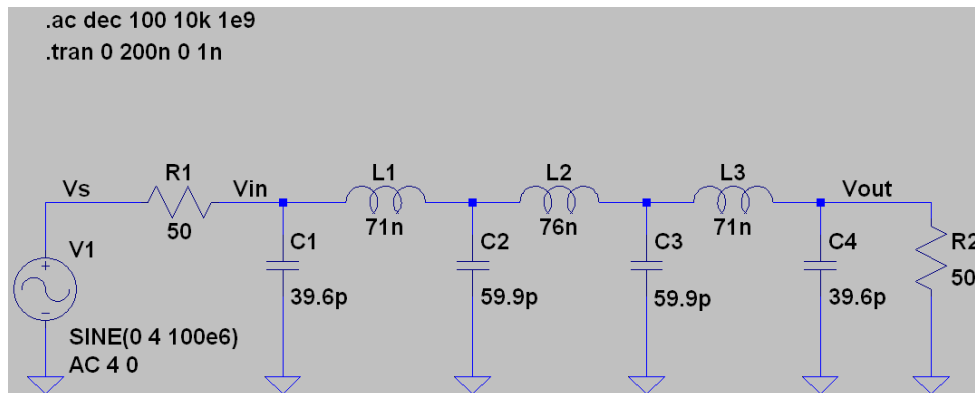 .ac dec 100 10k 1e9
.tran 0 200n 0 1n
R1
L1
L2
L3
Vs
Vin
Vout
50
71n
76n
71n
V1
C1
C2
C3
C4
R2
50
39.6p
59.9p
59.9p
39.6p
SINE(0 4 100e6)
AC 4 0